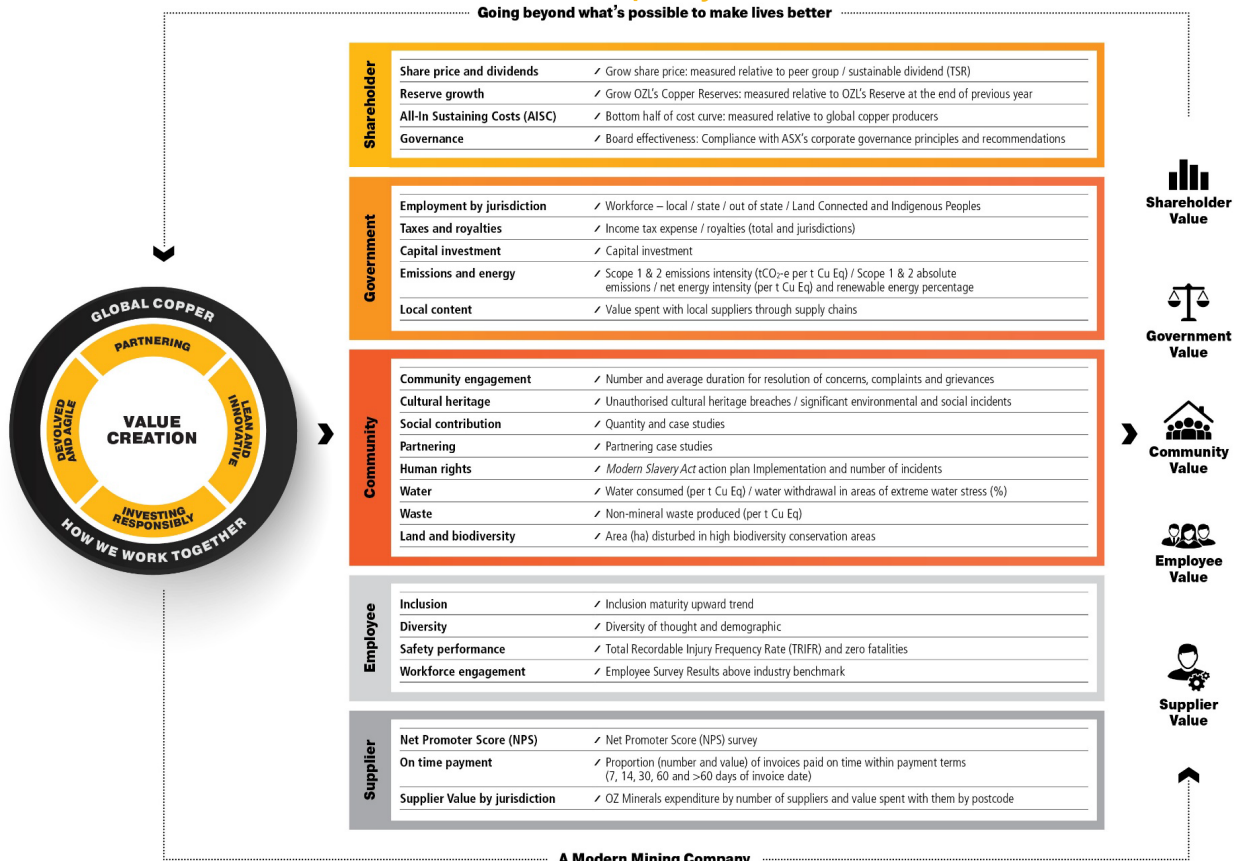 Going beyond what's possible to make lives better
GLOBAL COPPER
PARTNERING
DEVOLVED
AND AGILE
VALUE
CREATION
LEAN AND
INNOVATIVE
INVESTING
RESPONSIBLY
HOW WE WORK TOGETHER
Shareholder
Share price and dividends ⁄ Grow share price: measured relative to peer group / sustainable dividend (TSR)
Reserve growth ⁄ Grow OZL's Copper Reserves: measured relative to OZL's Reserve at the end of previous year
All-In Sustaining Costs (AISC) ⁄ Bottom half of cost curve: measured relative to global copper producers
Governance ⁄ Board effectiveness: Compliance with ASX's corporate governance principles and recommendations
Government
Employment by jurisdiction ⁄ Workforce – local / state / out of state / Land Connected and Indigenous Peoples
Taxes and royalties ⁄ Income tax expense / royalties (total and jurisdictions)
Capital investment ⁄ Capital investment
Emissions and energy ⁄ Scope 1 & 2 emissions intensity (tCO₂-e per t Cu Eq) / Scope 1 & 2 absolute
emissions / net energy intensity (per t Cu Eq) and renewable energy percentage
Local content ⁄ Value spent with local suppliers through supply chains
Community
Community engagement ⁄ Number and average duration for resolution of concerns, complaints and grievances
Cultural heritage ⁄ Unauthorised cultural heritage breaches / significant environmental and social incidents
Social contribution ⁄ Quantity and case studies
Partnering ⁄ Partnering case studies
Human rights ⁄ Modern Slavery Act action plan Implementation and number of incidents
Water ⁄ Water consumed (per t Cu Eq) / water withdrawal in areas of extreme water stress (%)
Waste ⁄ Non-mineral waste produced (per t Cu Eq)
Land and biodiversity ⁄ Area (ha) disturbed in high biodiversity conservation areas
Employee
Inclusion ⁄ Inclusion maturity upward trend
Diversity ⁄ Diversity of thought and demographic
Safety performance ⁄ Total Recordable Injury Frequency Rate (TRIFR) and zero fatalities
Workforce engagement ⁄ Employee Survey Results above industry benchmark
Supplier
Net Promoter Score (NPS) ⁄ Net Promoter Score (NPS) survey
On time payment ⁄ Proportion (number and value) of invoices paid on time within payment terms
(7, 14, 30, 60 and >60 days of invoice date)
Supplier Value by jurisdiction ⁄ OZ Minerals expenditure by number of suppliers and value spent with them by postcode
Shareholder
Value
Government
Value
Community
Value
Employee
Value
Supplier
Value
A Modern Mining Company